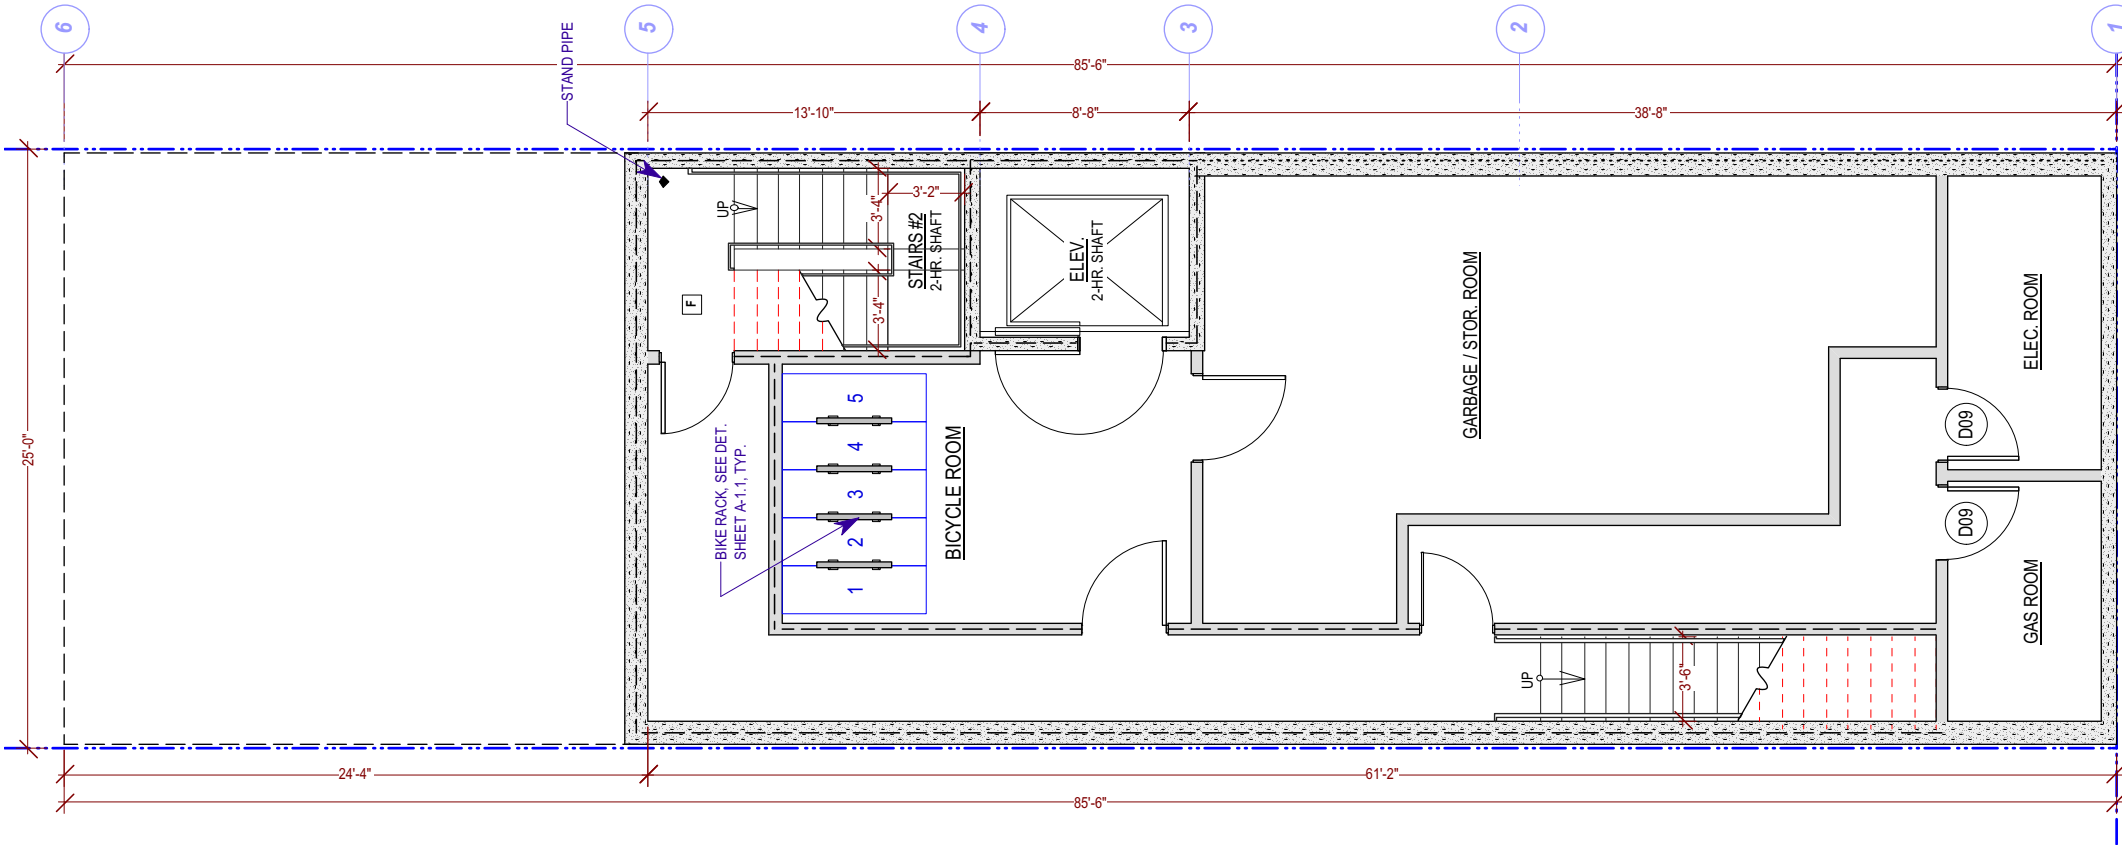 6
5
4
3
2
1
85'-6"
13'-10"
8'-8"
38'-8"
STAND PIPE
25'-0"
UP
3'-4"
3'-2"
3'-4"
STAIRS #2
2-HR. SHAFT
ELEV.
2-HR. SHAFT
F
GARBAGE / STOR. ROOM
ELEC. ROOM
BIKE RACK, SEE DET.
SHEET A-1.1, TYP.
5
4
3
2
1
BICYCLE ROOM
D09
D09
GAS ROOM
UP
3'-6"
24'-4"
61'-2"
85'-6"